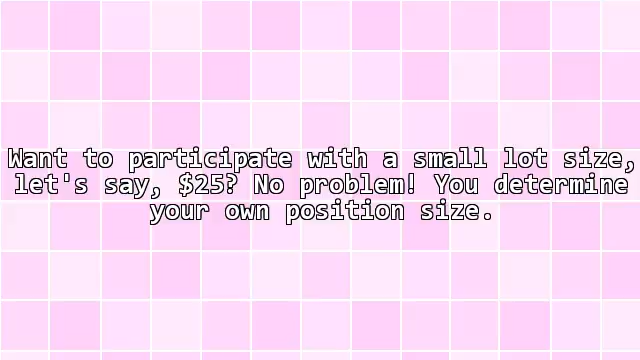 Want to participate with a small lot size,
let's say, $25? No problem! You determine
your own position size.